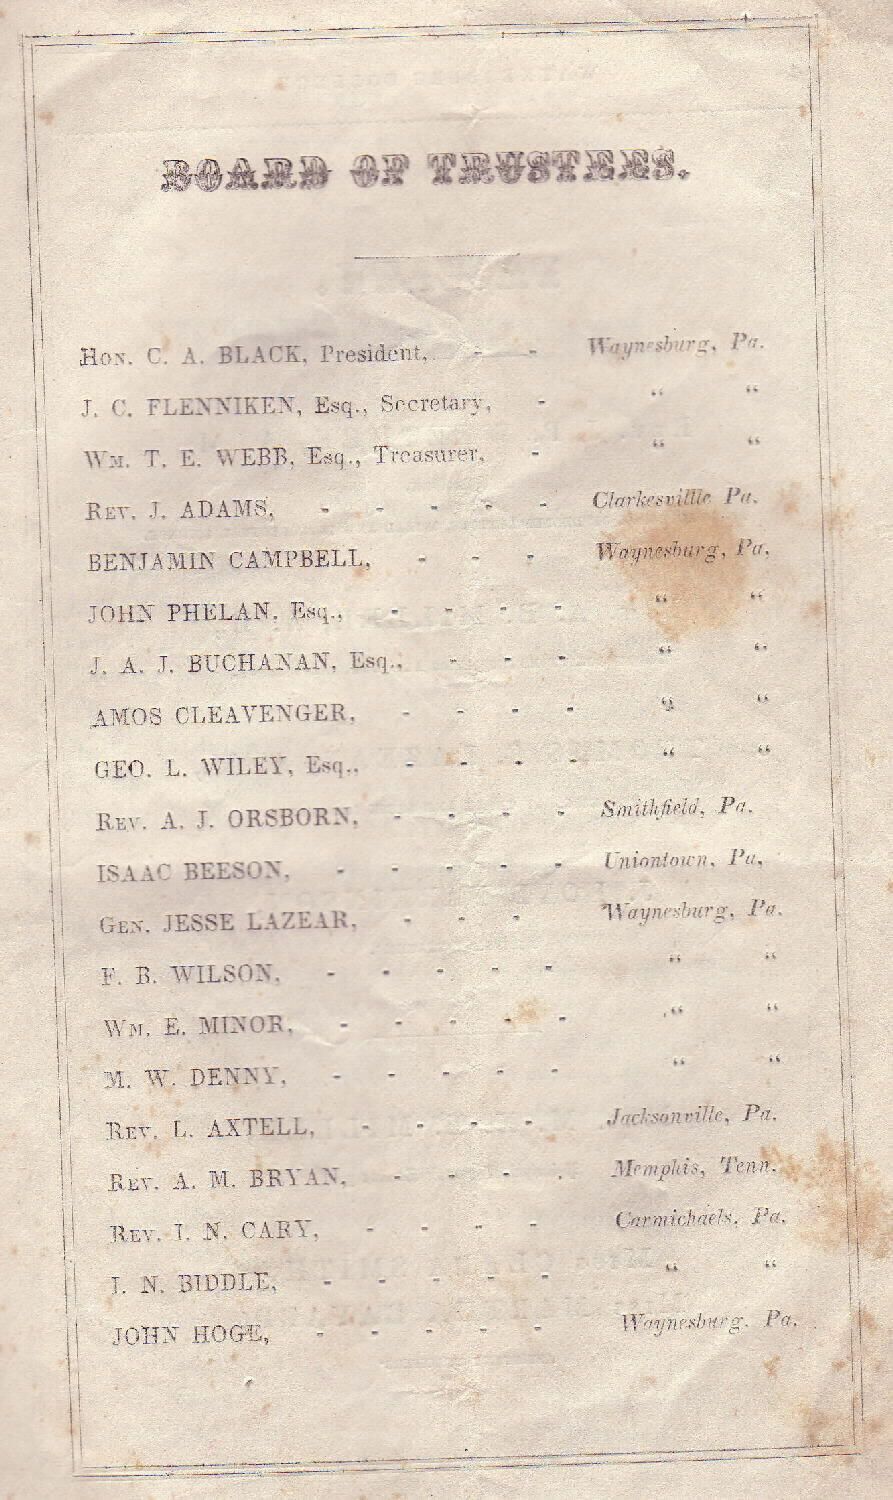 BOARD OF TRUSTEES.
HON. C. A. BLACK, President, - - Waynesburg, Pa.
J. C. FLENNIKEN, Esq., Secretary, - “ “
WM. T. E. WEBB, Esq., Treasurer, - “ “
REV. J. ADAMS, - - - - - Clarkesvillle Pa.
BENJAMIN CAMPBELL, - - - Waynesburg, Pa.
JOHN PHELAN, Esq., - - - - “ “
J. A. J. BUCHANAN, Esq., - - - “ “
AMOS CLEAVENGER, - - - - “ “
GEO. L. WILEY, Esq., - - - - “ “
REV. A. J. ORSBORN, - - - - Smithfield, Pa.
ISAAC BEESON, - - - - - Uniontown, Pa,
GEN. JESSE LAZEAR, - - - Waynesburg, Pa.
F. B. WILSON, - - - - - “ “
WM. E. MINOR, - - - - - “ “
M. W. DENNY, - - - - - “ “
REV. L. AXTELL, - - - - Jacksonville, Pa.
REV. A. M. BRYAN, - - - - Memphis, Tenn.
REV. I. N. CARY, - - - - Carmichaels, Pa.
I. N. BIDDLE, - - - - - “ “
JOHN HOGE, - - - - - Waynesburg. Pa.